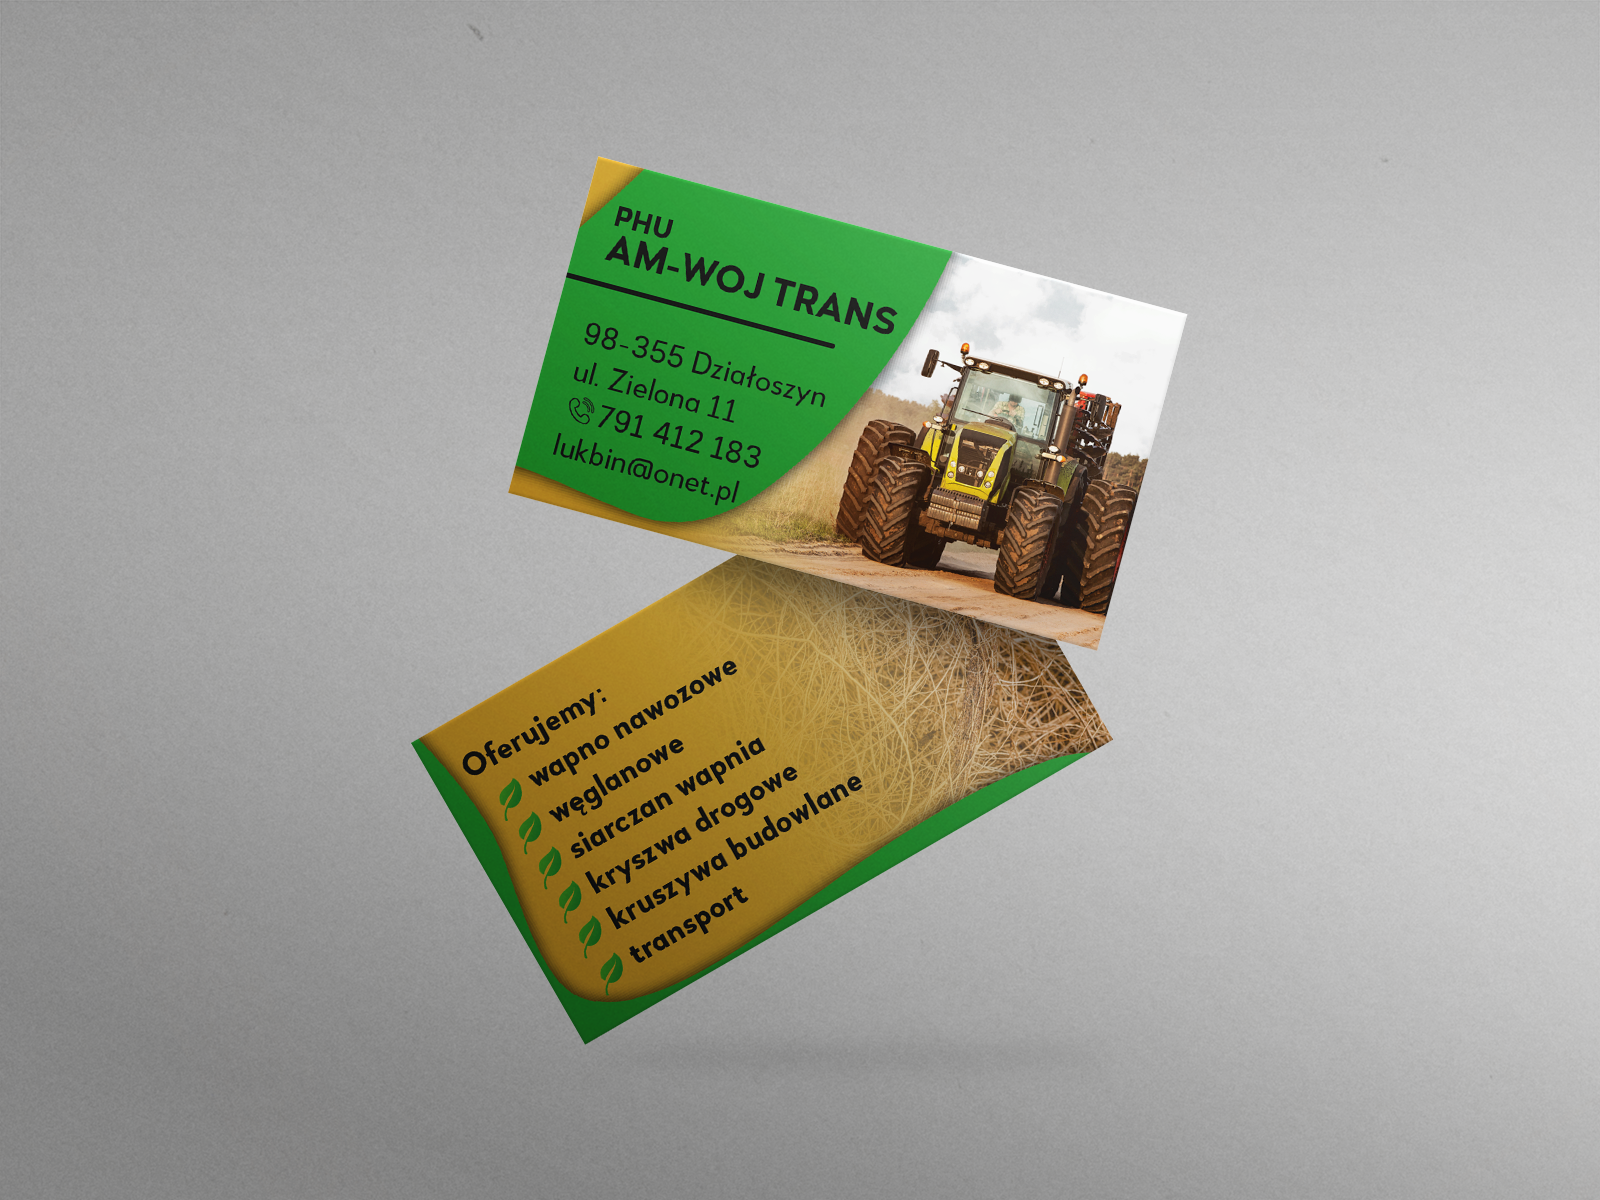 PHU
AM-WOJ TRANS
98-355 Działoszyn
ul. Zielona 11
791 412 183
lukbin@onet.pl
Oferujemy:
wapno nawozowe
węglanowe
siarczan wapnia
kryszwa drogowe
kruszywa budowlane
transport